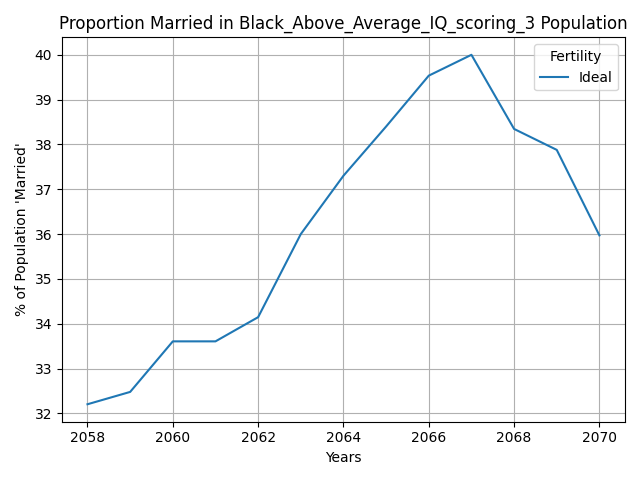 Proportion Married in Black_Above_Average_IQ_scoring_3 Population
% of Population 'Married'
40
39
38
37
36
35
34
33
32
Fertility
Ideal
2058 2060 2062 2064 2066 2068 2070
Years